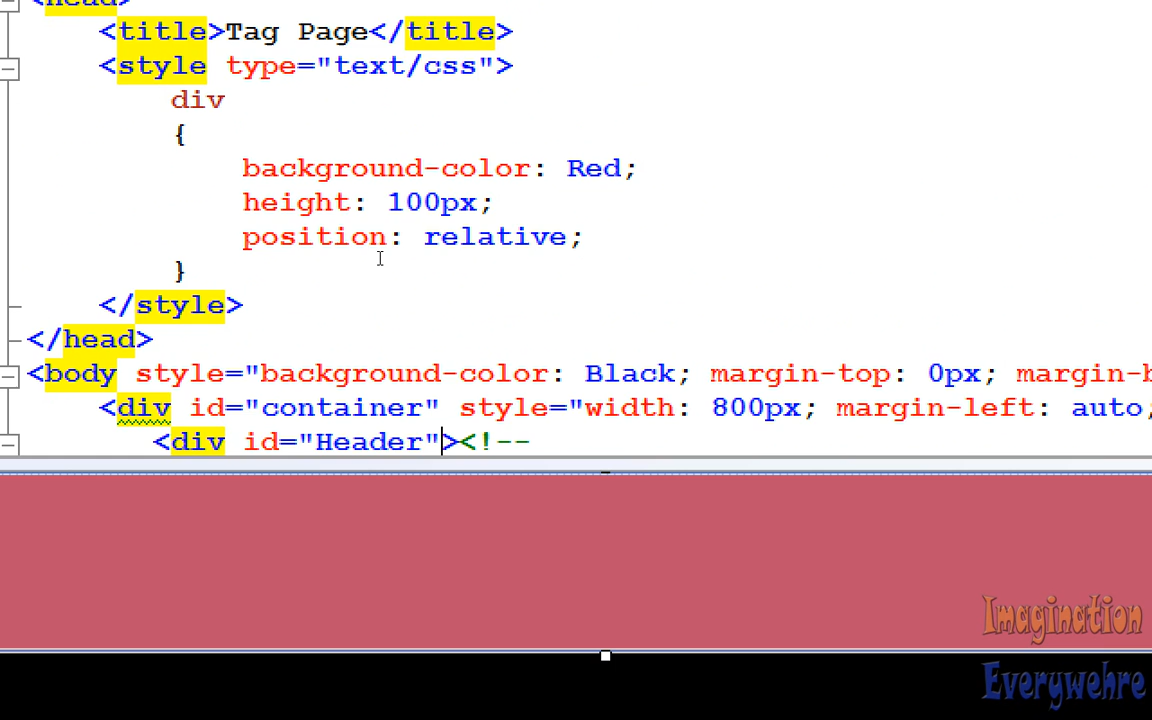 <head>
<title>Tag Page</title>
<style type="text/css">
div
{
background-color: Red;
height: 100px;
position: relative;
}
</style>
</head>
<body style="background-color: Black; margin-top: 0px; margin-b
<div id="container" style="width: 800px; margin-left: auto;
<div id="Header"><!--
Imagination
Everywehre